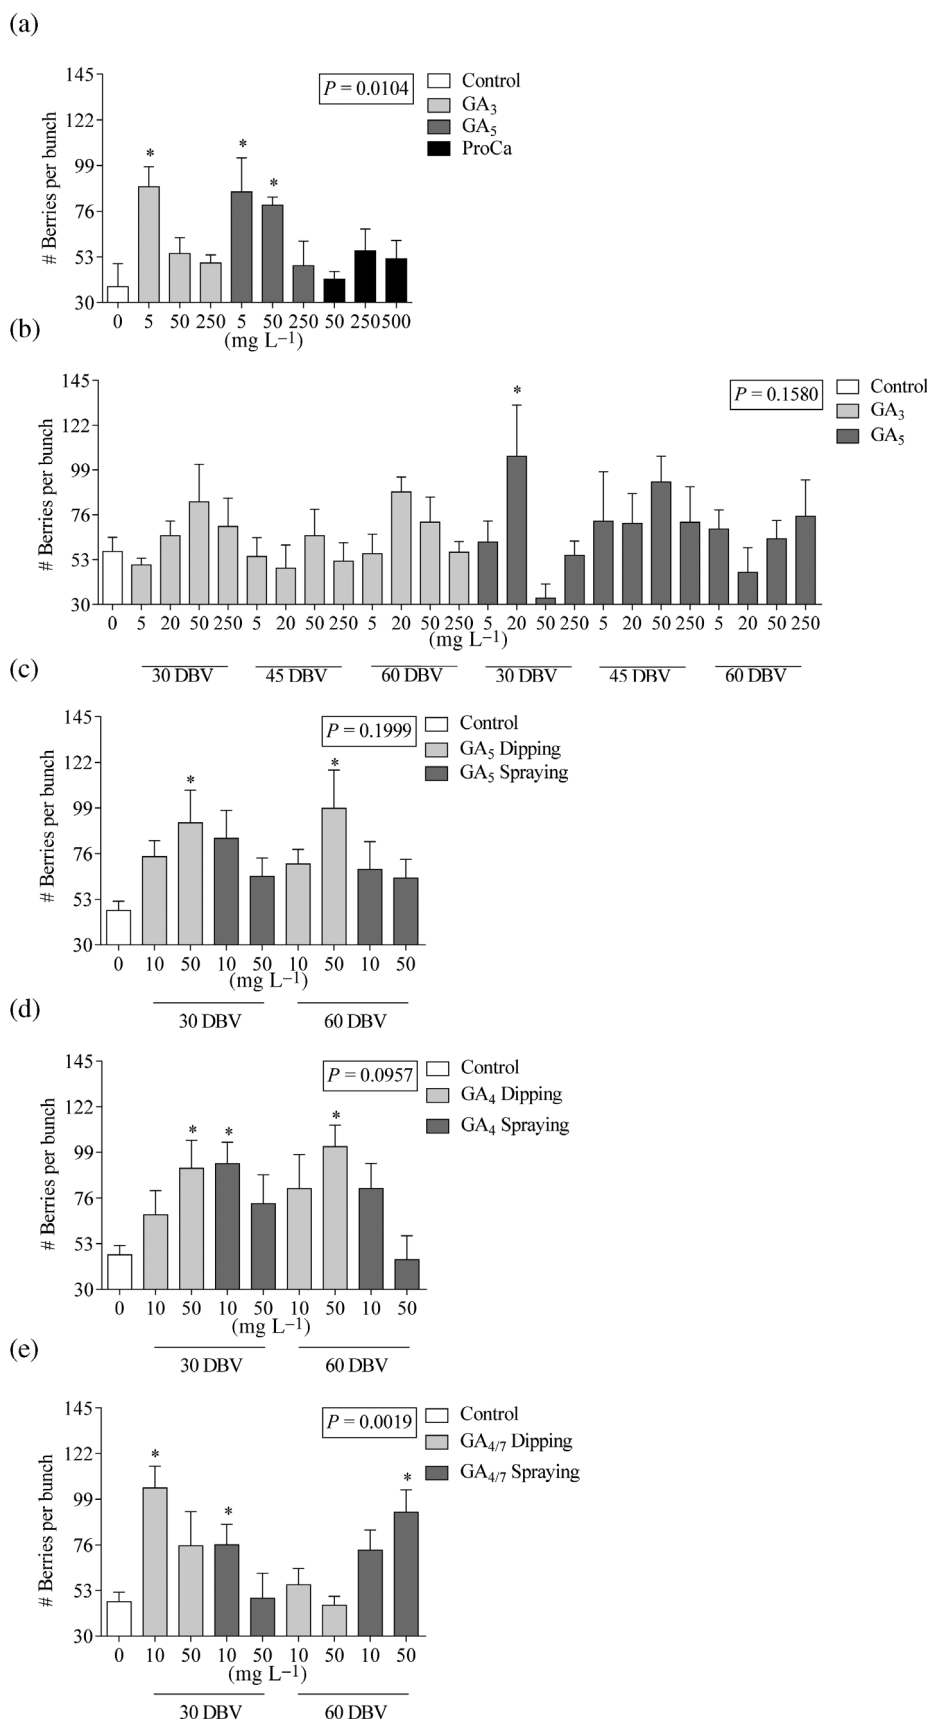 (a)
145
122
99
76
53
30
# Berries per bunch
P = 0.0104
Control
GA3
GA5
ProCa
* * *
0 5 50 250 5 50 250 50 250 500
(mg L−1)
(b)
145
122
99
76
53
30
# Berries per bunch
P = 0.1580
Control
GA3
GA5
*
0 5 20 50 250 5 20 50 250 5 20 50 250 5 20 50 250 5 20 50 250 5 20 50 250
(mg L−1)
30 DBV 45 DBV 60 DBV 30 DBV 45 DBV 60 DBV
(c)
145
122
99
76
53
30
# Berries per bunch
P = 0.1999
Control
GA5 Dipping
GA5 Spraying
* *
0 10 50 10 50 10 50 10 50
(mg L−1)
30 DBV 60 DBV
(d)
145
122
99
76
53
30
# Berries per bunch
P = 0.0957
Control
GA4 Dipping
GA4 Spraying
* * *
0 10 50 10 50 10 50 10 50
(mg L−1)
30 DBV 60 DBV
(e)
145
122
99
76
53
30
# Berries per bunch
P = 0.0019
Control
GA4/7 Dipping
GA4/7 Spraying
* * *
0 10 50 10 50 10 50 10 50
(mg L−1)
30 DBV 60 DBV